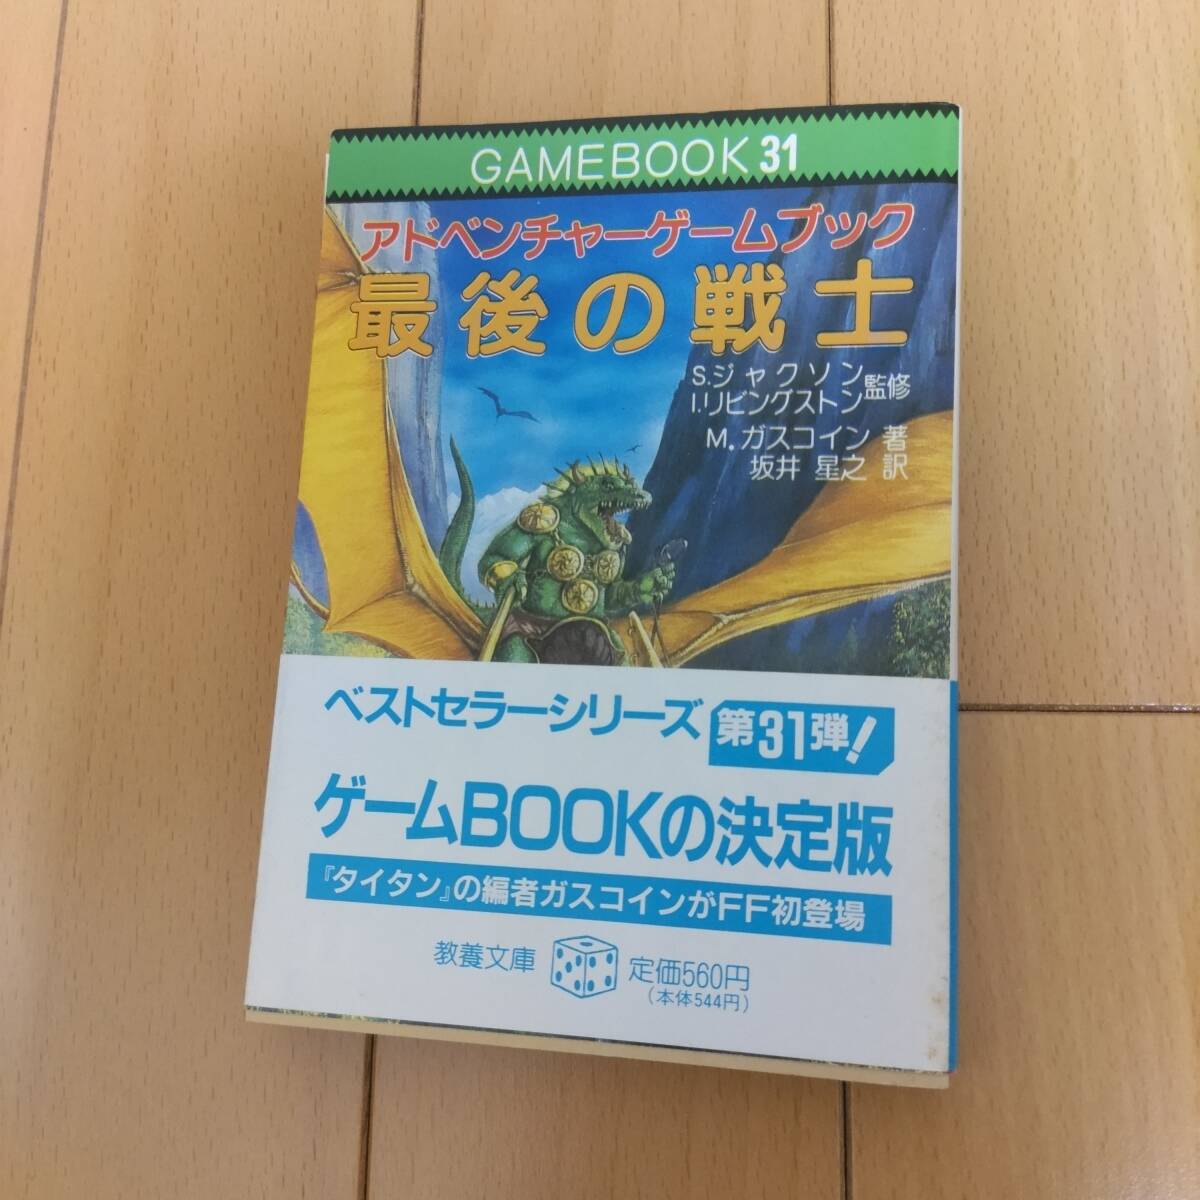 GAMEBOOK 31
アドベンチャーゲームブック
最後の戦士
S.ジャクソン
I.リビングストン 監修
M.ガスコイン 著
坂井 星之 訳
ベストセラーシリーズ 第31弾!
ゲームBOOKの決定版
『タイタン』の編者ガスコインがFF初登場
教養文庫 定価560円
(本体544円)